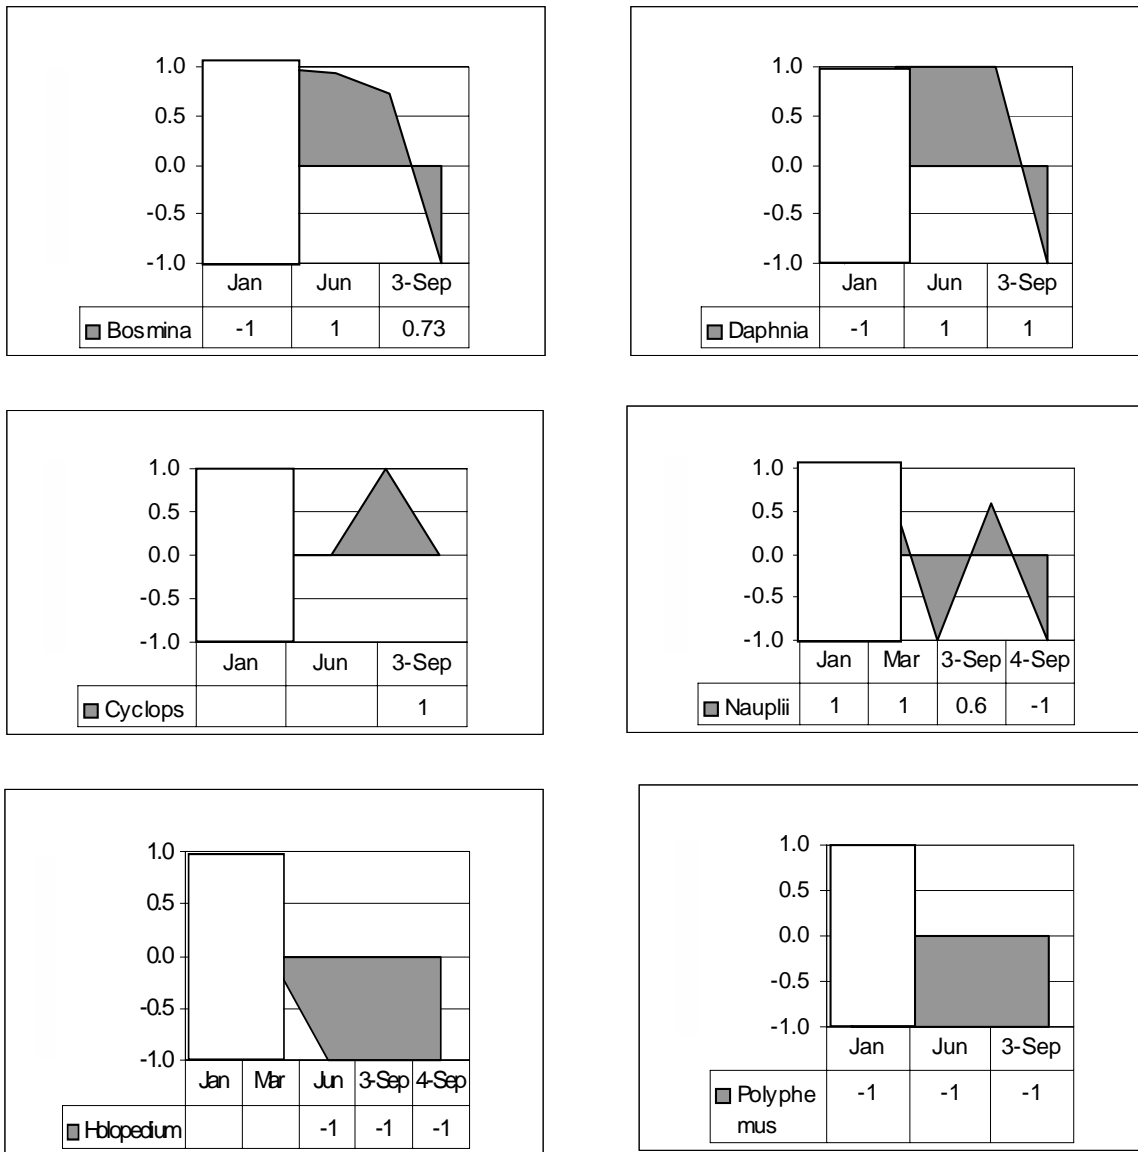 1.0
0.5
0.0
-0.5
-1.0
Jan Jun 3-Sep
Bosmina -1 1 0.73
1.0
0.5
0.0
-0.5
-1.0
Jan Jun 3-Sep
Daphnia -1 1 1
1.0
0.5
0.0
-0.5
-1.0
Jan Jun 3-Sep
Cyclops 1
1.0
0.5
0.0
-0.5
-1.0
Jan Mar 3-Sep 4-Sep
Nauplii 1 1 0.6 -1
1.0
0.5
0.0
-0.5
-1.0
Jan Mar Jun 3-Sep 4-Sep
Holopedium -1 -1 -1
1.0
0.5
0.0
-0.5
-1.0
Jan Jun 3-Sep
Polyphe -1 -1 -1
mus